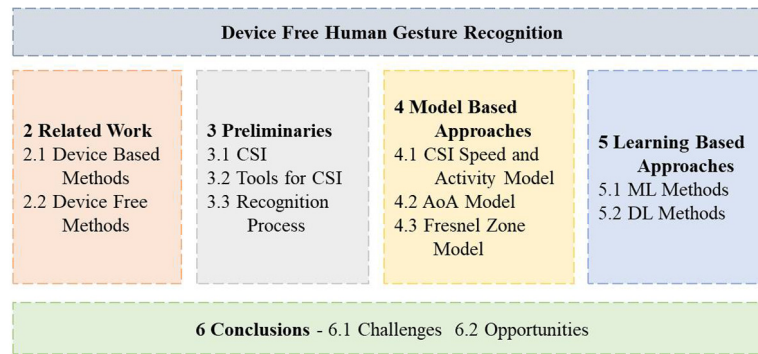 Device Free Human Gesture Recognition
2 Related Work
2.1 Device Based
Methods
2.2 Device Free
Methods
3 Preliminaries
3.1 CSI
3.2 Tools for CSI
3.3 Recognition
Process
4 Model Based
Approaches
4.1 CSI Speed and
Activity Model
4.2 AoA Model
4.3 Fresnel Zone
Model
5 Learning Based
Approaches
5.1 ML Methods
5.2 DL Methods
6 Conclusions - 6.1 Challenges 6.2 Opportunities